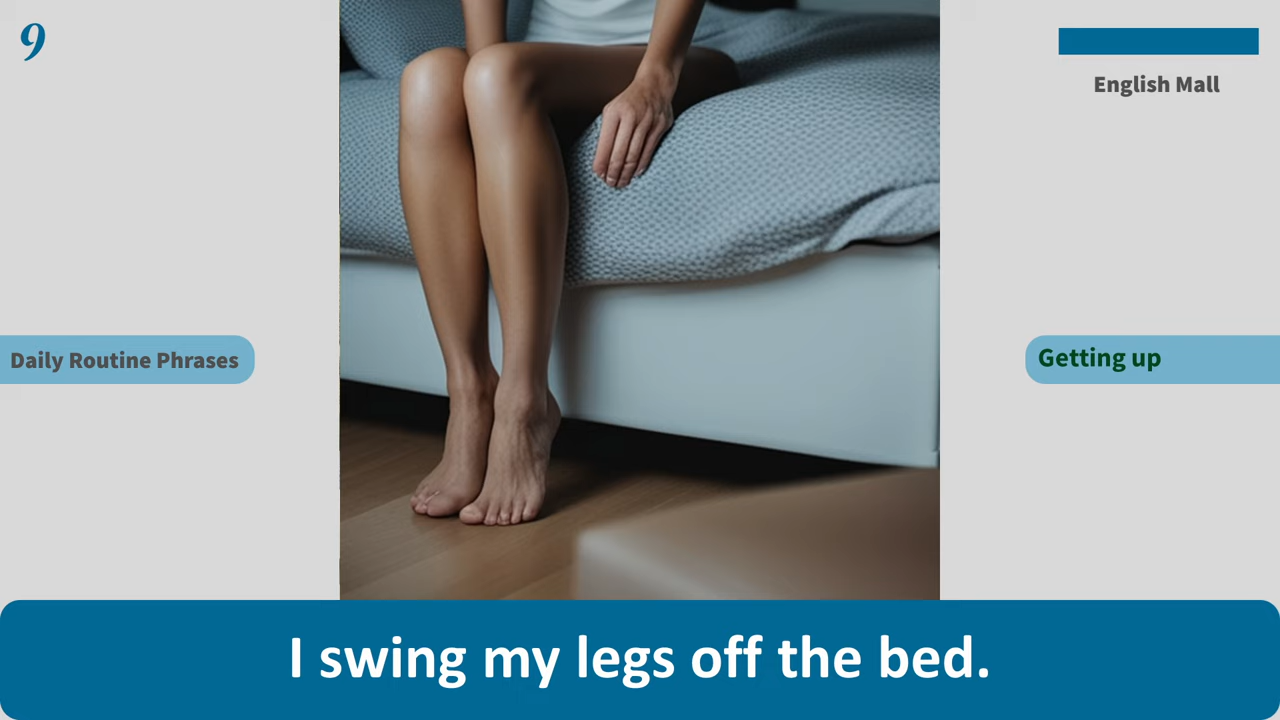 9
English Mall
Daily Routine Phrases
Getting up
I swing my legs off the bed.